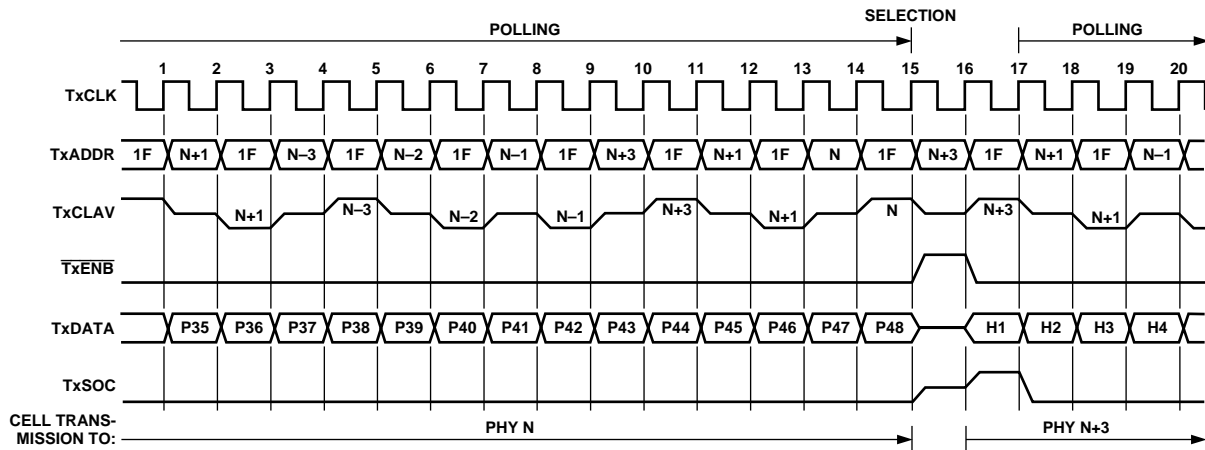 SELECTION
POLLING POLLING
1 2 3 4 5 6 7 8 9 10 11 12 13 14 15 16 17 18 19 20
TxCLK
TxADDR 1F N+1 1F N–3 1F N–2 1F N–1 1F N+3 1F N+1 1F N 1F N+3 1F N+1 1F N–1
TxCLAV N+1 N–3 N–2 N–1 N+3 N+1 N N+3 N+1
TxENB
TxDATA P35 P36 P37 P38 P39 P40 P41 P42 P43 P44 P45 P46 P47 P48 H1 H2 H3 H4
TxSOC
CELL TRANS-
MISSION TO: PHY N PHY N+3